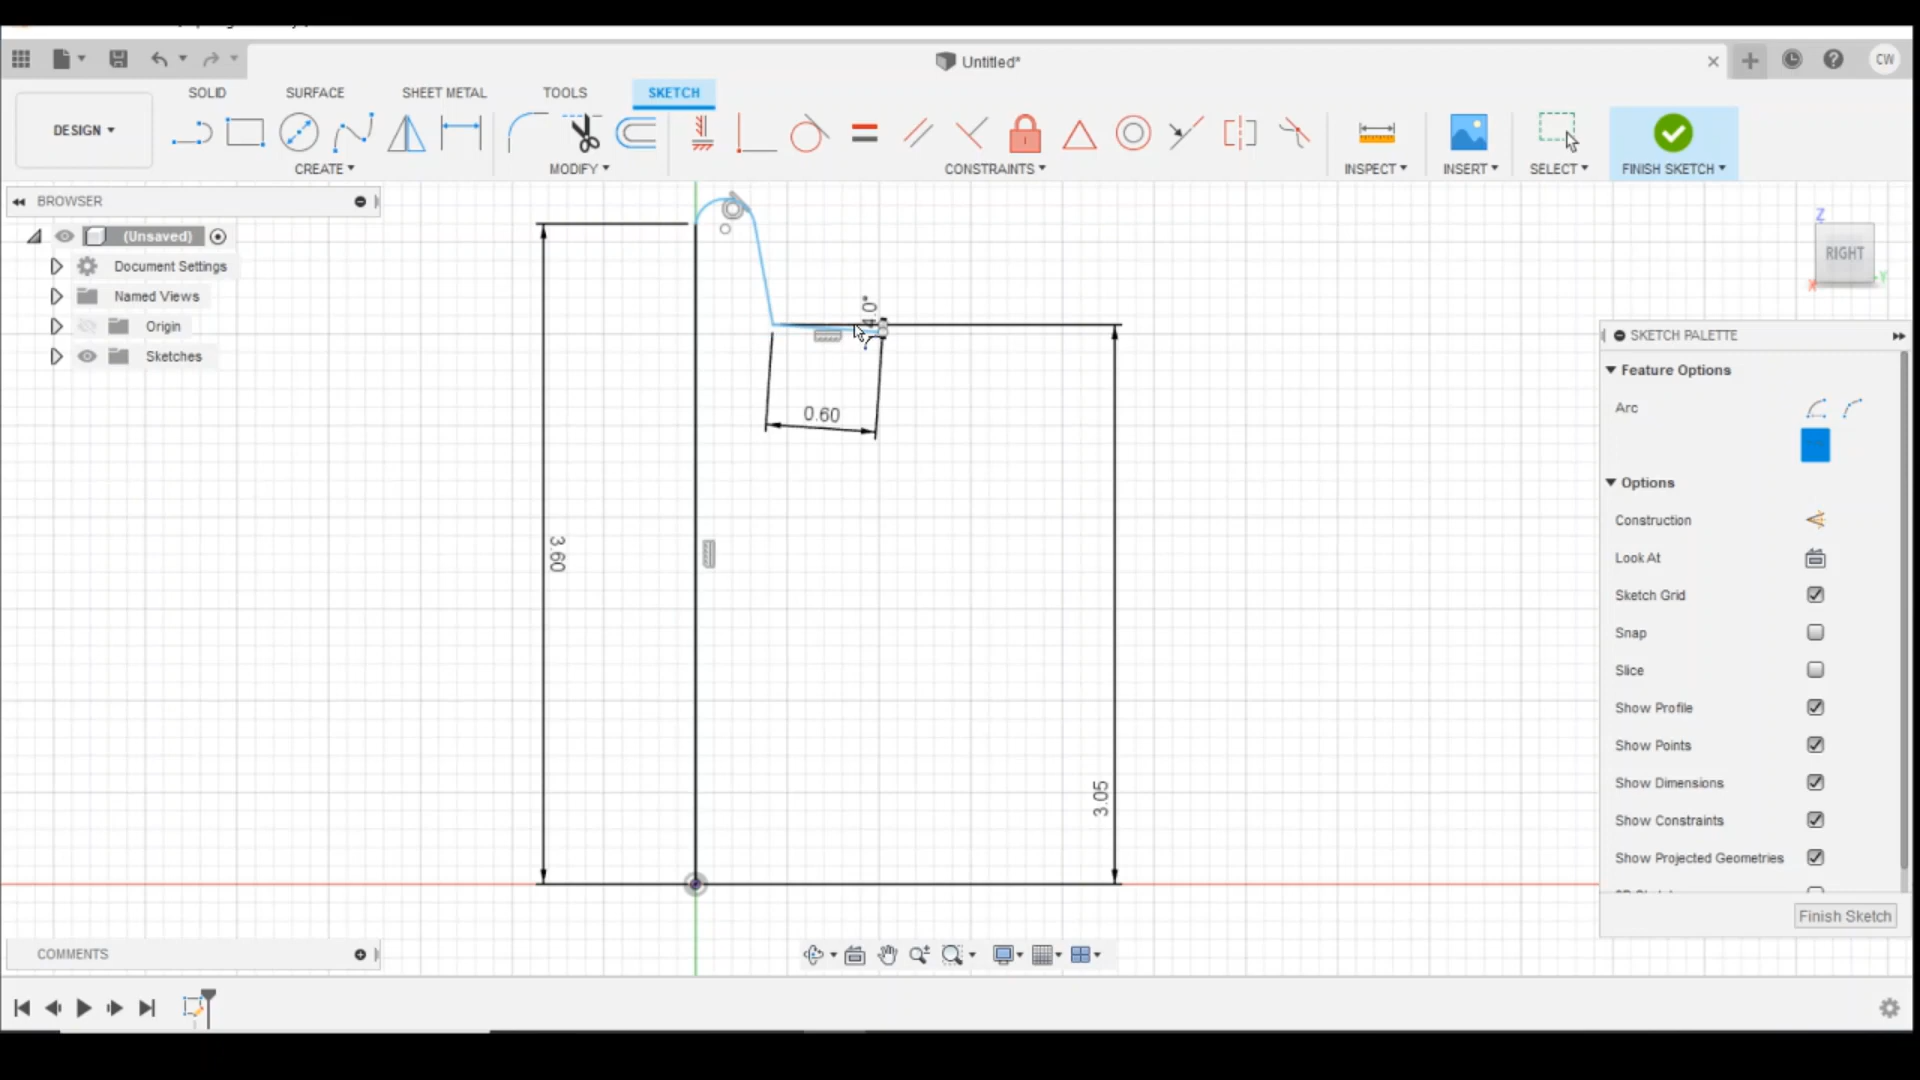 Untitled*
CW
DESIGN
SOLID
SURFACE
SHEET METAL
TOOLS
SKETCH
CREATE
MODIFY
CONSTRAINTS
INSPECT
INSERT
SELECT
FINISH SKETCH
BROWSER
(Unsaved)
Document Settings
Named Views
Origin
Sketches
Z
RIGHT
X
Y
4.0°
0.60
3.60
3.05
SKETCH PALETTE
Feature Options
Arc
Options
Construction
Look At
Sketch Grid
Snap
Slice
Show Profile
Show Points
Show Dimensions
Show Constraints
Show Projected Geometries
Finish Sketch
COMMENTS